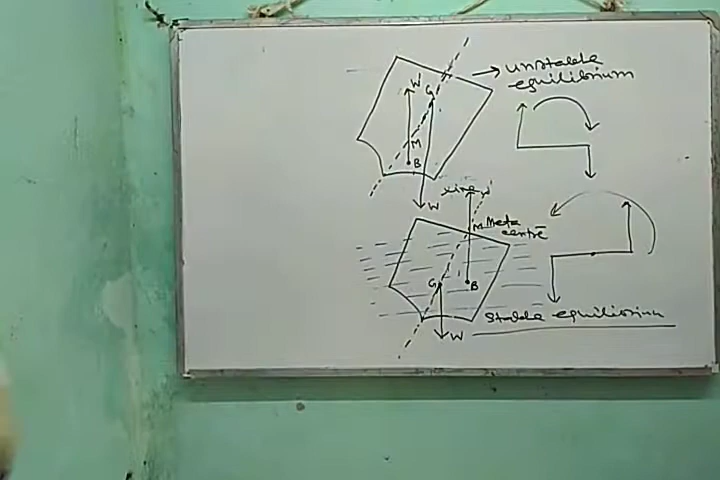 unstable
equilibrium
W
G
M
B
W
M Meta
centre
G
B
W
Stable equilibrium